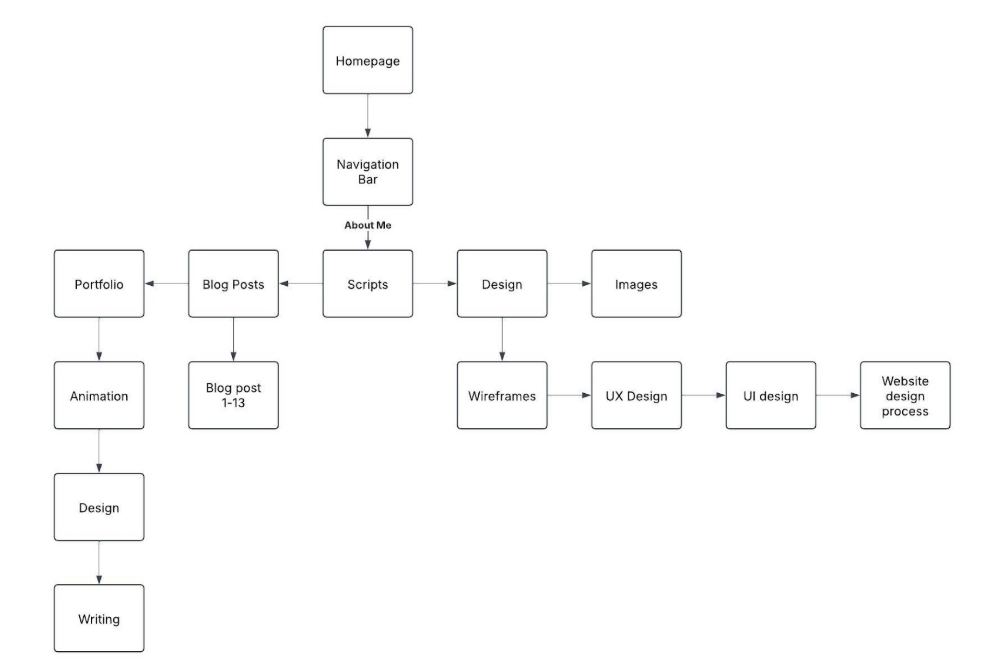 Homepage
Navigation
Bar
About Me
Portfolio
Blog Posts
Scripts
Design
Images
Animation
Blog post
1-13
Wireframes
UX Design
UI design
Website
design
process
Design
Writing